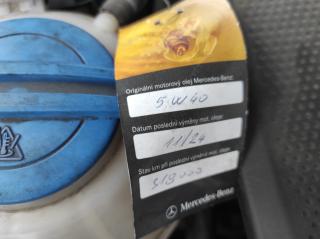 Originální motorový olej Mercedes-Benz:
5W40
Datum poslední výměny mot. oleje
11/24
Stav km při poslední výměně mot. oleje
319000
Mercedes-Benz